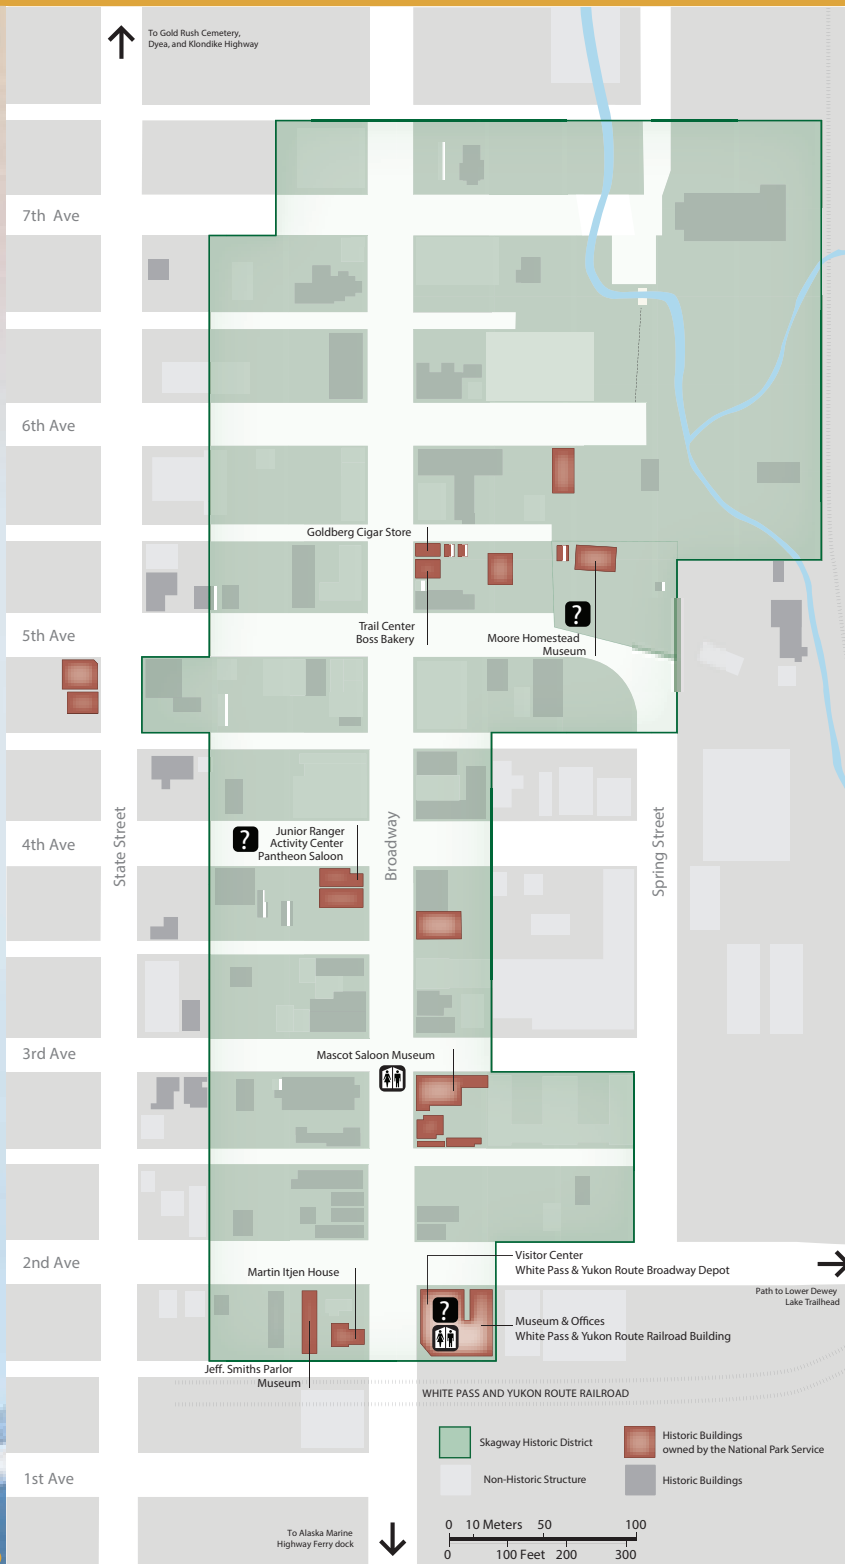 To Gold Rush Cemetery,
Dyea, and Klondike Highway
7th Ave
6th Ave
Goldberg Cigar Store
5th Ave
Trail Center
Boss Bakery
?
Moore Homestead
Museum
State Street
Broadway
Spring Street
4th Ave
?
Junior Ranger
Activity Center
Pantheon Saloon
3rd Ave
Mascot Saloon Museum
2nd Ave
Martin Itjen House
Visitor Center
White Pass & Yukon Route Broadway Depot
Path to Lower Dewey
Lake Trailhead
?
Museum & Offices
White Pass & Yukon Route Railroad Building
Jeff. Smiths Parlor
Museum
WHITE PASS AND YUKON ROUTE RAILROAD
Skagway Historic District
Historic Buildings
owned by the National Park Service
Non-Historic Structure
Historic Buildings
1st Ave
To Alaska Marine
Highway Ferry dock
0 10 Meters 50 100
0 100 Feet 200 300